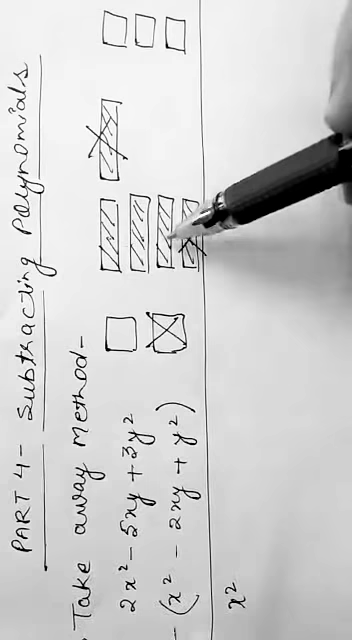 PART 4 - Subtracting Polynomials
Take away Method-
2x² - 5xy + 3y²
- (x² - 2xy + y²)
x²